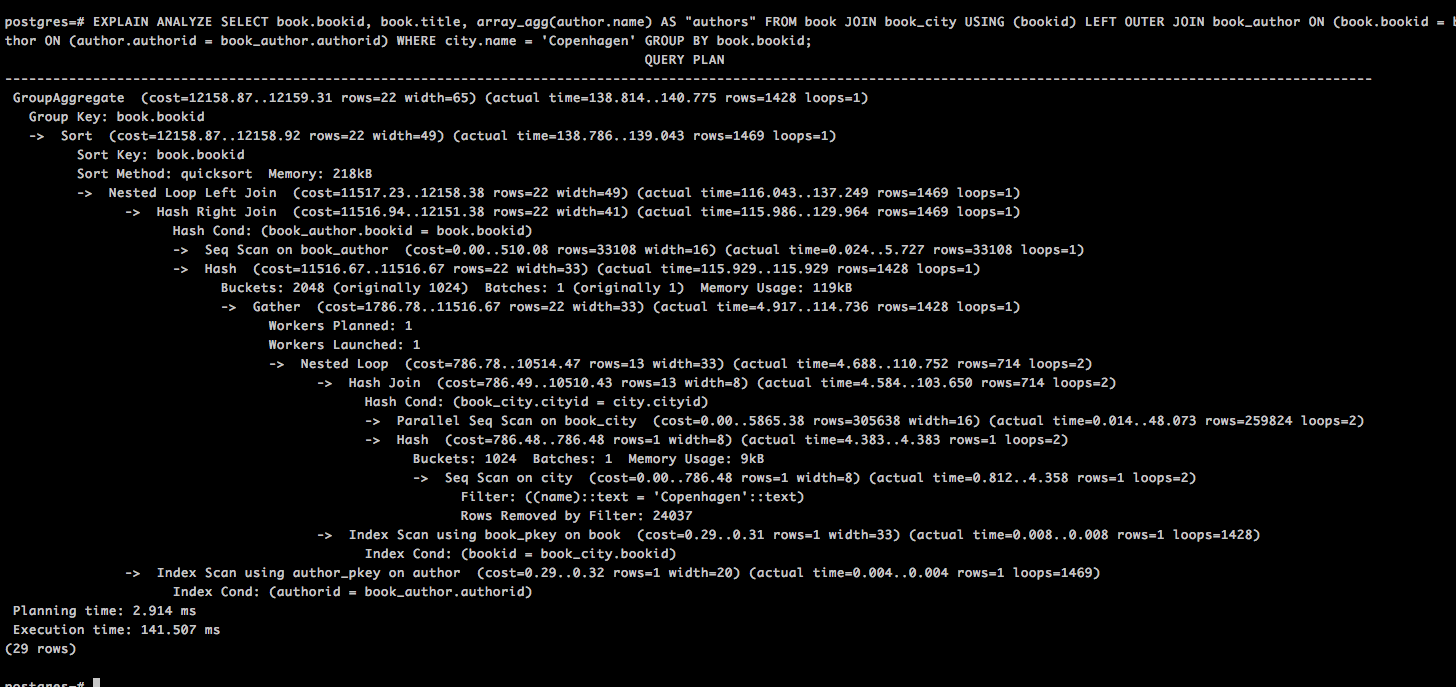 postgres=# EXPLAIN ANALYZE SELECT book.bookid, book.title, array_agg(author.name) AS "authors" FROM book JOIN book_city USING (bookid) LEFT OUTER JOIN book_author ON (book.bookid =
thor ON (author.authorid = book_author.authorid) WHERE city.name = 'Copenhagen' GROUP BY book.bookid;
QUERY PLAN
---------------------------------------------------------------------------------------------------------------------------------------------------------------------------
GroupAggregate  (cost=12158.87..12159.31 rows=22 width=65) (actual time=138.814..140.775 rows=1428 loops=1)
  Group Key: book.bookid
  ->  Sort  (cost=12158.87..12158.92 rows=22 width=49) (actual time=138.786..139.043 rows=1469 loops=1)
        Sort Key: book.bookid
        Sort Method: quicksort  Memory: 218kB
        ->  Nested Loop Left Join  (cost=11517.23..12158.38 rows=22 width=49) (actual time=116.043..137.249 rows=1469 loops=1)
              ->  Hash Right Join  (cost=11516.94..12151.38 rows=22 width=41) (actual time=115.986..129.964 rows=1469 loops=1)
                    Hash Cond: (book_author.bookid = book.bookid)
                    ->  Seq Scan on book_author  (cost=0.00..510.08 rows=33108 width=16) (actual time=0.024..5.727 rows=33108 loops=1)
                    ->  Hash  (cost=11516.67..11516.67 rows=22 width=33) (actual time=115.929..115.929 rows=1428 loops=1)
                          Buckets: 2048 (originally 1024)  Batches: 1 (originally 1)  Memory Usage: 119kB
                          ->  Gather  (cost=1786.78..11516.67 rows=22 width=33) (actual time=4.917..114.736 rows=1428 loops=1)
                                Workers Planned: 1
                                Workers Launched: 1
                                ->  Nested Loop  (cost=786.78..10514.47 rows=13 width=33) (actual time=4.688..110.752 rows=714 loops=2)
                                      ->  Hash Join  (cost=786.49..10510.43 rows=13 width=8) (actual time=4.584..103.650 rows=714 loops=2)
                                            Hash Cond: (book_city.cityid = city.cityid)
                                            ->  Parallel Seq Scan on book_city  (cost=0.00..5865.38 rows=305638 width=16) (actual time=0.014..48.073 rows=259824 loops=2)
                                            ->  Hash  (cost=786.48..786.48 rows=1 width=8) (actual time=4.383..4.383 rows=1 loops=2)
                                                  Buckets: 1024  Batches: 1  Memory Usage: 9kB
                                                  ->  Seq Scan on city  (cost=0.00..786.48 rows=1 width=8) (actual time=0.812..4.358 rows=1 loops=2)
                                                        Filter: ((name)::text = 'Copenhagen'::text)
                                                        Rows Removed by Filter: 24037
                                      ->  Index Scan using book_pkey on book  (cost=0.29..0.31 rows=1 width=33) (actual time=0.008..0.008 rows=1 loops=1428)
                                            Index Cond: (bookid = book_city.bookid)
              ->  Index Scan using author_pkey on author  (cost=0.29..0.32 rows=1 width=20) (actual time=0.004..0.004 rows=1 loops=1469)
                    Index Cond: (authorid = book_author.authorid)
Planning time: 2.914 ms
Execution time: 141.507 ms
(29 rows)
postgres=#